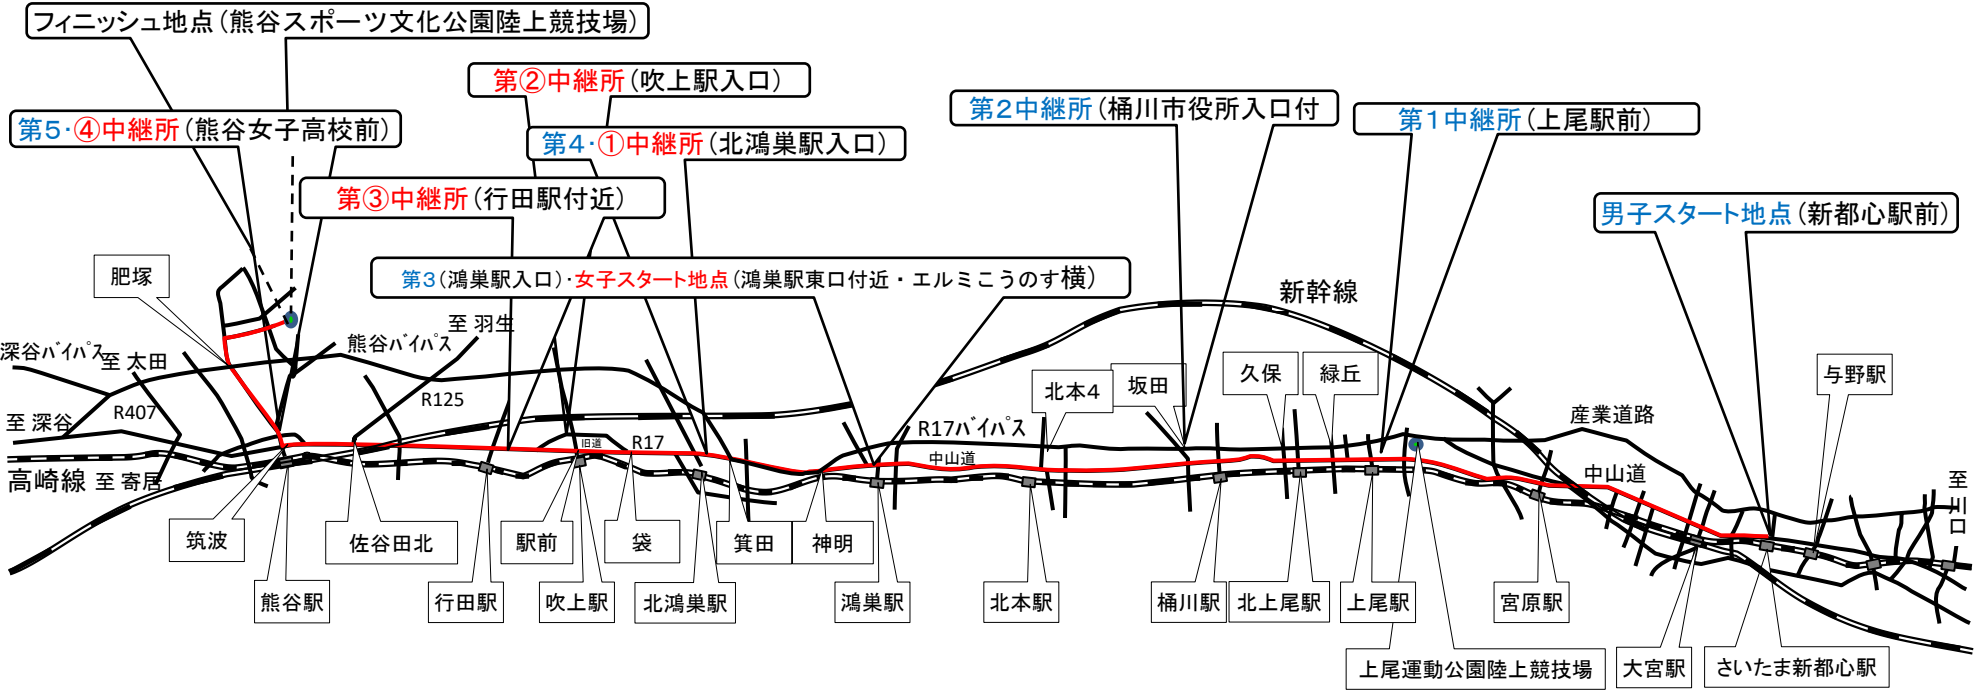 フィニッシュ地点(熊谷スポーツ文化公園陸上競技場)
第②中継所(吹上駅入口)
第5・④中継所(熊谷女子高校前)
第4・①中継所(北鴻巣駅入口)
第2中継所(桶川市役所入口付
第1中継所(上尾駅前)
第③中継所(行田駅付近)
男子スタート地点(新都心駅前)
第3(鴻巣駅入口)・女子スタート地点(鴻巣駅東口付近・エルミこうのす横)
肥塚
新幹線
至 羽生
熊谷バイパス
深谷バイパス
至 太田
R407
R125
至 深谷
高崎線
至 寄居
旧道
R17
R17バイパス
中山道
北本4
坂田
久保
緑丘
産業道路
与野駅
中山道
至川口
筑波
佐谷田北
駅前
袋
箕田
神明
熊谷駅
行田駅
吹上駅
北鴻巣駅
鴻巣駅
北本駅
桶川駅
北上尾駅
上尾駅
宮原駅
上尾運動公園陸上競技場
大宮駅
さいたま新都心駅